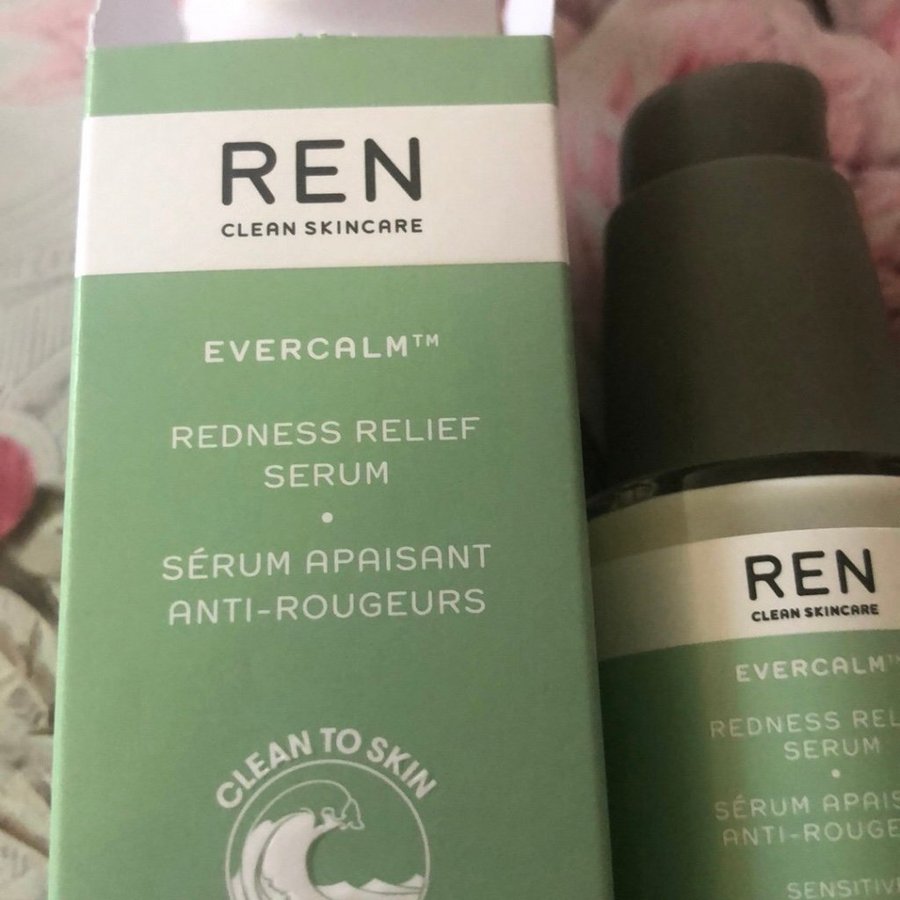 REN
CLEAN SKINCARE
EVERCALM™
REDNESS RELIEF
SERUM
•
SÉRUM APAISANT
ANTI-ROUGEURS
CLEAN TO SKIN
REN
CLEAN SKINCARE
EVERCALM™
REDNESS REL
SERUM
•
SÉRUM APAIS
ANTI-ROUGE
SENSITIVE